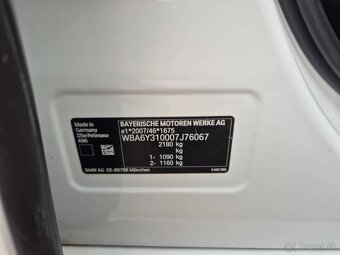 Made in
Germany
A96
BAYERISCHE MOTOREN WERKE AG
e1*2007/46*1675
WBA6Y310007J76067
2180 kg
kg
1- 1090 kg
2- 1160 kg
BMW AG DE-80788 München